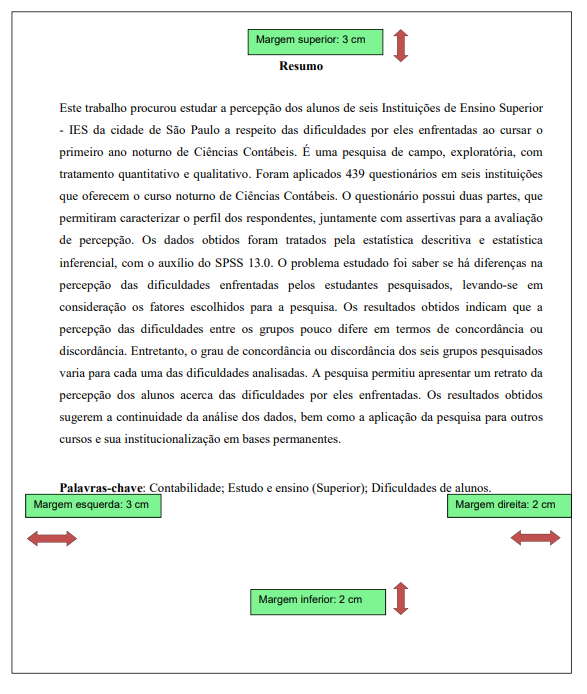 Margem superior: 3 cm
Resumo
Este trabalho procurou estudar a percepção dos alunos de seis Instituições de Ensino Superior
- IES da cidade de São Paulo a respeito das dificuldades por eles enfrentadas ao cursar o
primeiro ano noturno de Ciências Contábeis. É uma pesquisa de campo, exploratória, com
tratamento quantitativo e qualitativo. Foram aplicados 439 questionários em seis instituições
que oferecem o curso noturno de Ciências Contábeis. O questionário possui duas partes, que
permitiram caracterizar o perfil dos respondentes, juntamente com assertivas para a avaliação
de percepção. Os dados obtidos foram tratados pela estatística descritiva e estatística
inferencial, com o auxílio do SPSS 13.0. O problema estudado foi saber se há diferenças na
percepção das dificuldades enfrentadas pelos estudantes pesquisados, levando-se em
consideração os fatores escolhidos para a pesquisa. Os resultados obtidos indicam que a
percepção das dificuldades entre os grupos pouco difere em termos de concordância ou
discordância. Entretanto, o grau de concordância ou discordância dos seis grupos pesquisados
varia para cada uma das dificuldades analisadas. A pesquisa permitiu apresentar um retrato da
percepção dos alunos acerca das dificuldades por eles enfrentadas. Os resultados obtidos
sugerem a continuidade da análise dos dados, bem como a aplicação da pesquisa para outros
cursos e sua institucionalização em bases permanentes.
Palavras-chave: Contabilidade; Estudo e ensino (Superior); Dificuldades de alunos.
Margem esquerda: 3 cm
Margem direita: 2 cm
Margem inferior: 2 cm